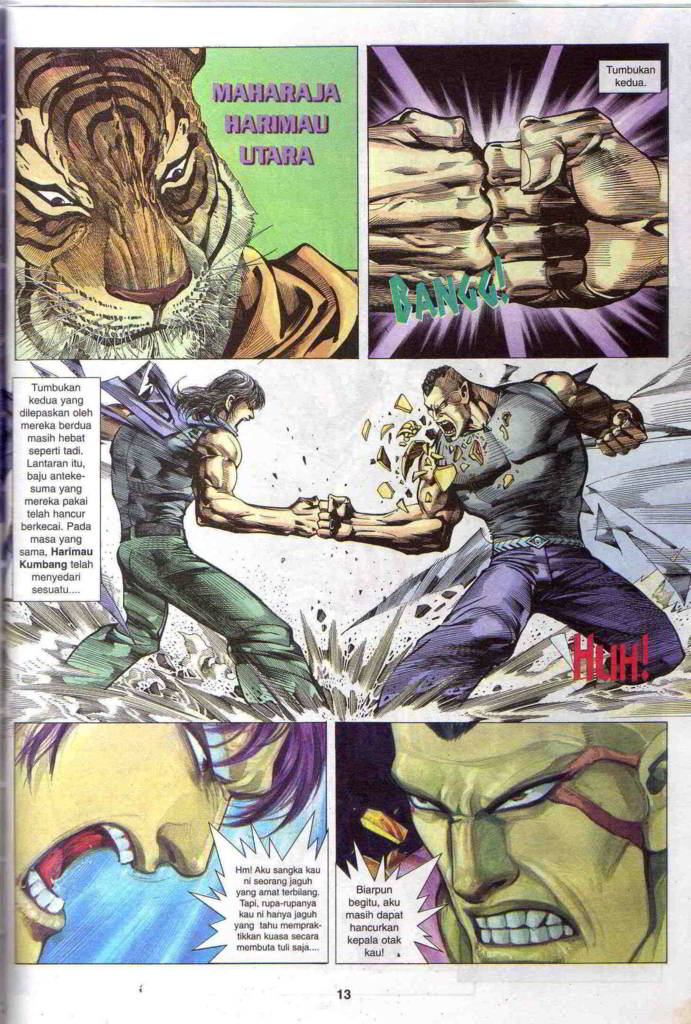 MAHARAJA
HARIMAU
UTARA
Tumbukan
kedua.
BANGG!
Tumbukan
kedua yang
dilepaskan oleh
mereka berdua
masih hebat
seperti tadi.
Lantaran itu,
baju anteke-
suma yang
mereka pakai
telah hancur
berkecai. Pada
masa yang
sama, Harimau
Kumbang telah
menyedari
sesuatu....
HUH!
Hm! Aku sangka kau
ni seorang jaguh
yang amat terbilang.
Tapi, rupa-rupanya
kau ni hanya jaguh
yang tahu memprak-
tikkan kuasa secara
membuta tuli saja....
Biarpun
begitu, aku
masih dapat
hancurkan
kepala otak
kau!
13